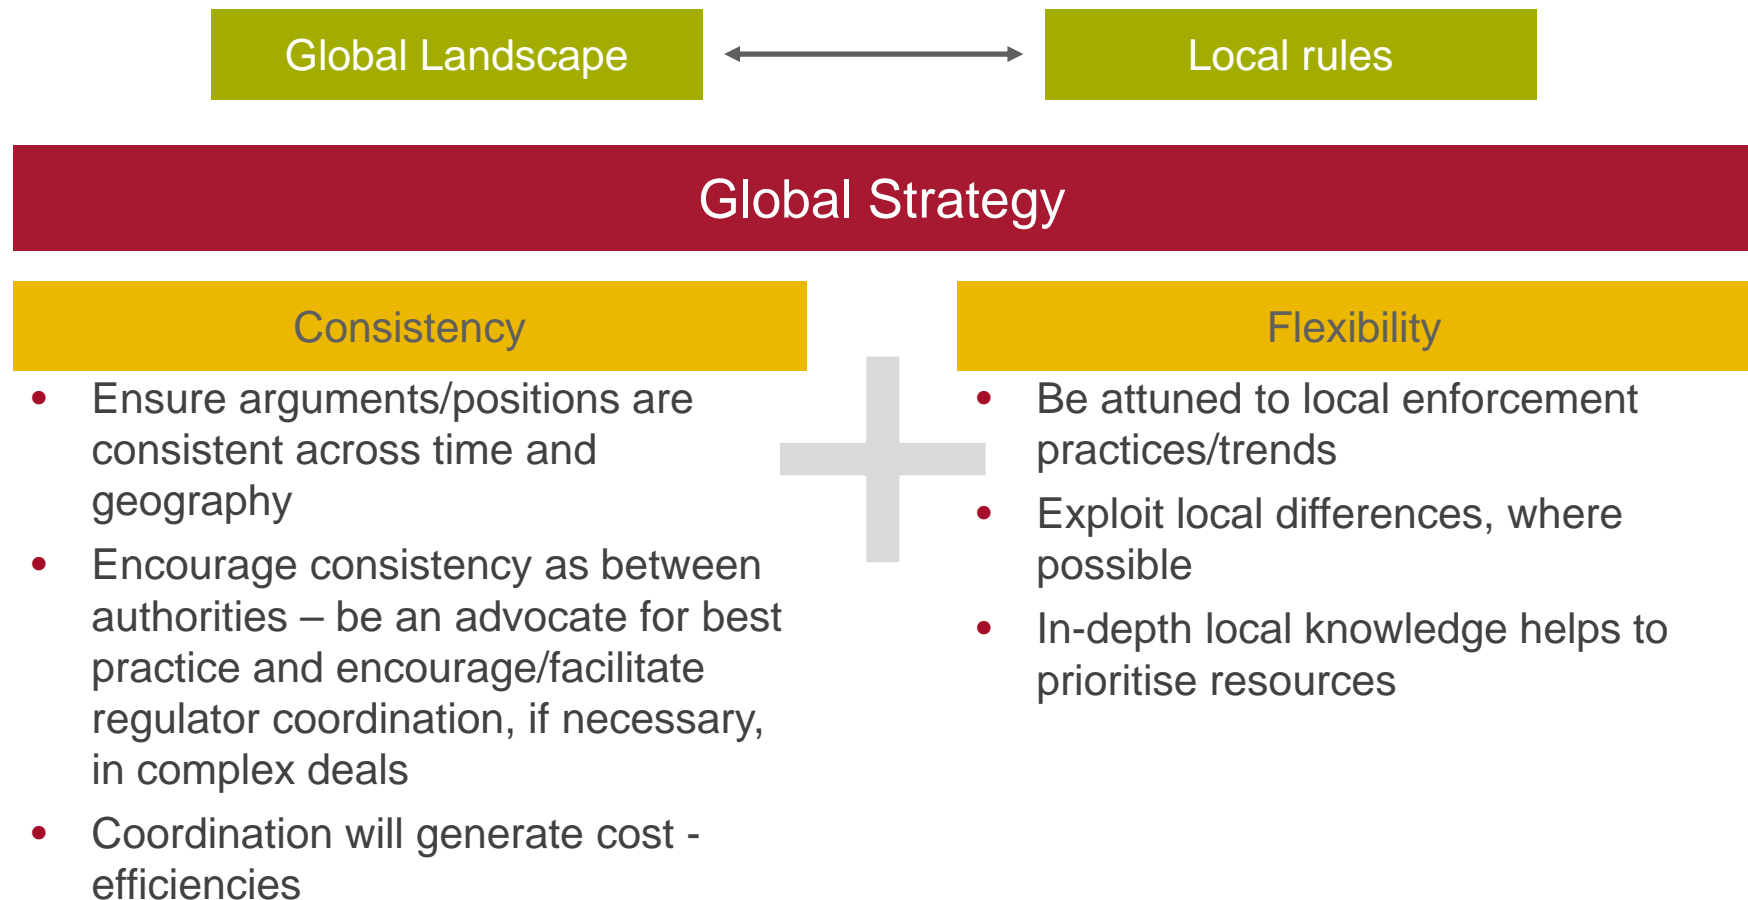 Global Landscape
Local rules
Global Strategy
Consistency
• Ensure arguments/positions are
consistent across time and
geography
• Encourage consistency as between
authorities – be an advocate for best
practice and encourage/facilitate
regulator coordination, if necessary,
in complex deals
• Coordination will generate cost -
efficiencies
Flexibility
• Be attuned to local enforcement
practices/trends
• Exploit local differences, where
possible
• In-depth local knowledge helps to
prioritise resources